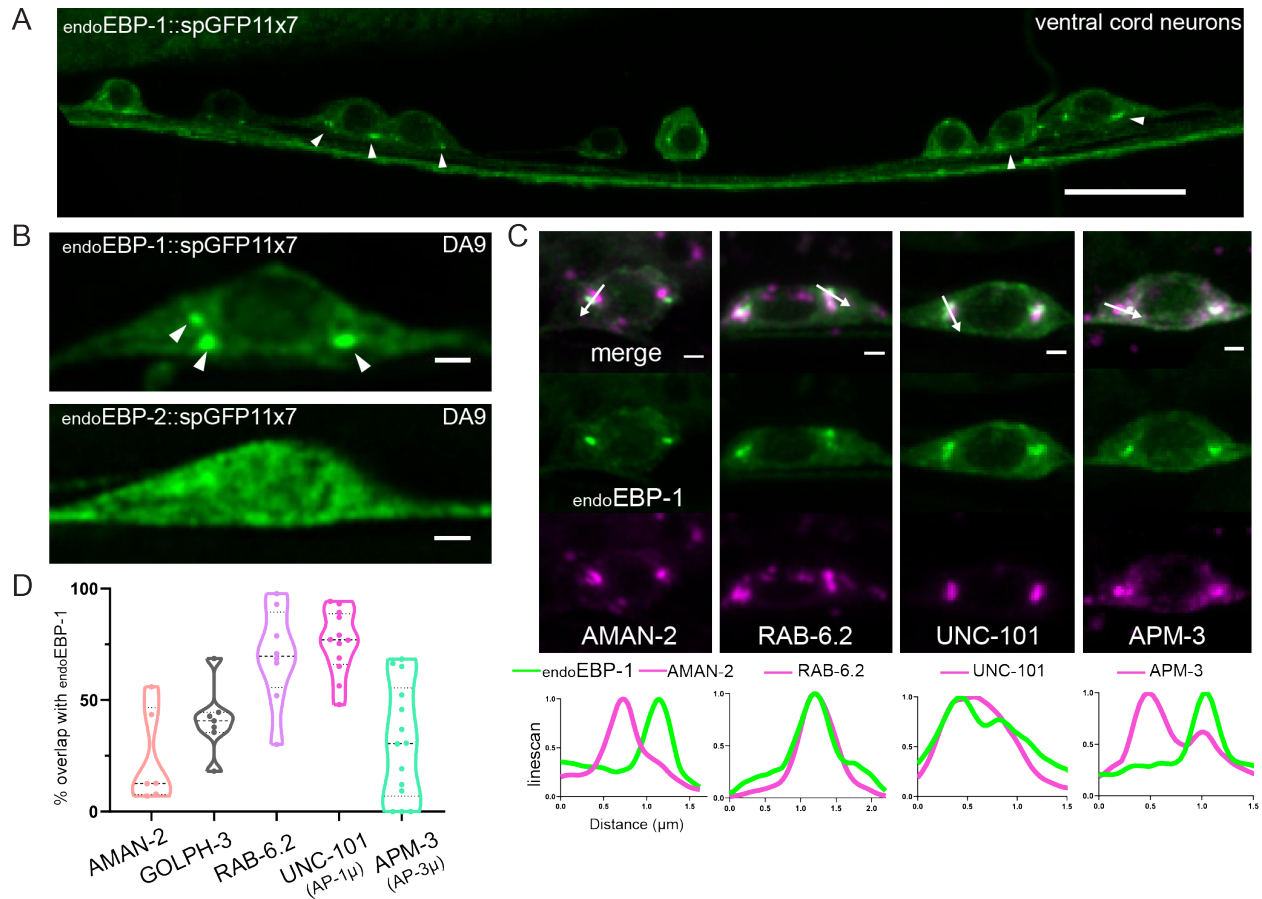 A
endoEBP-1::spGFP11x7 ventral cord neurons
B
endoEBP-1::spGFP11x7 DA9
endoEBP-2::spGFP11x7 DA9
C
merge
endoEBP-1
AMAN-2 RAB-6.2 UNC-101 APM-3
endoEBP-1 AMAN-2 RAB-6.2 UNC-101 APM-3
linescan
1.0 0.5 0.0
0.0 0.5 1.0 1.5
1.0 0.5 0.0
0.0 0.5 1.0 1.5 2.0
1.0 0.5 0.0
0.0 0.5 1.0 1.5
1.0 0.5 0.0
0.0 0.5 1.0 1.5
Distance (μm)
D
% overlap with endoEBP-1
100
50
0
AMAN-2
GOLPH-3
RAB-6.2
UNC-101
(AP-1μ)
APM-3
(AP-3μ)